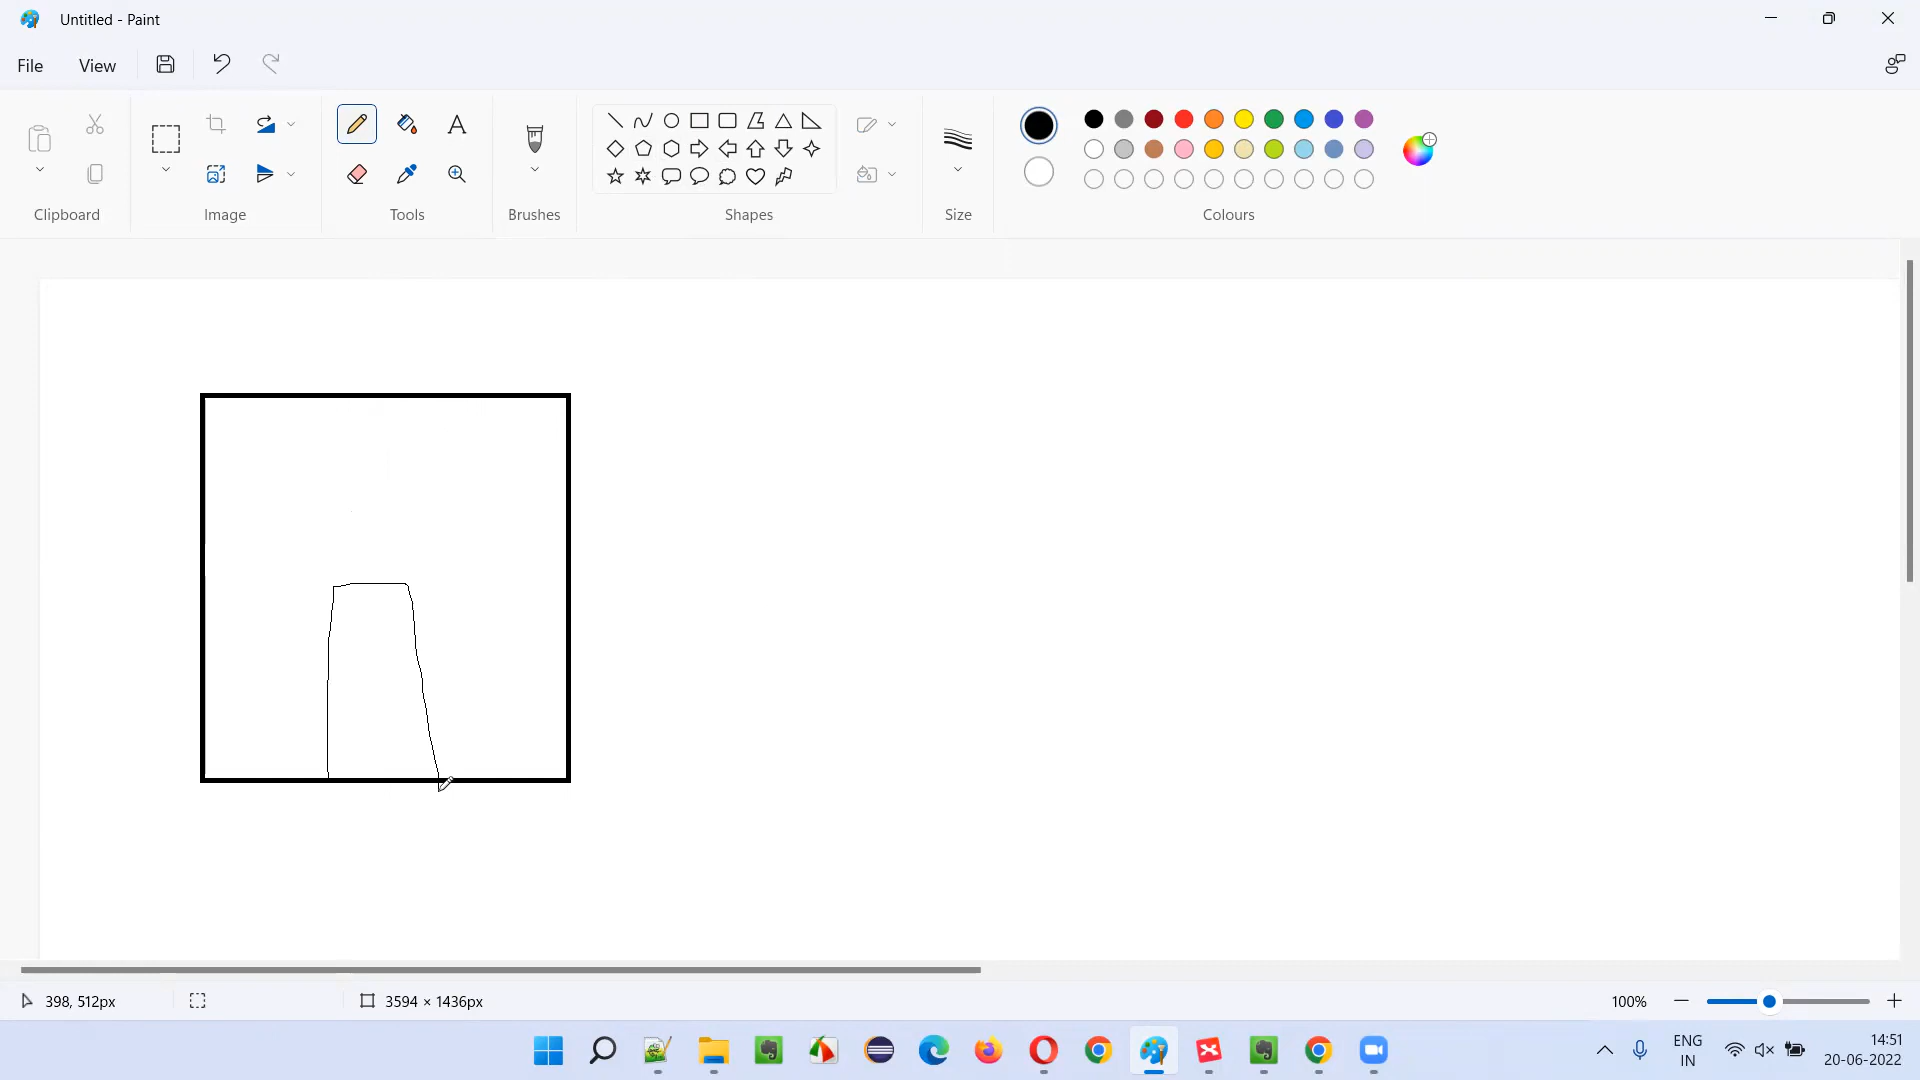 Untitled - Paint
File
View
Clipboard
Image
Tools
Brushes
Shapes
Size
Colours
398, 512px
3594 × 1436px
100%
ENG
IN
14:51
20-06-2022